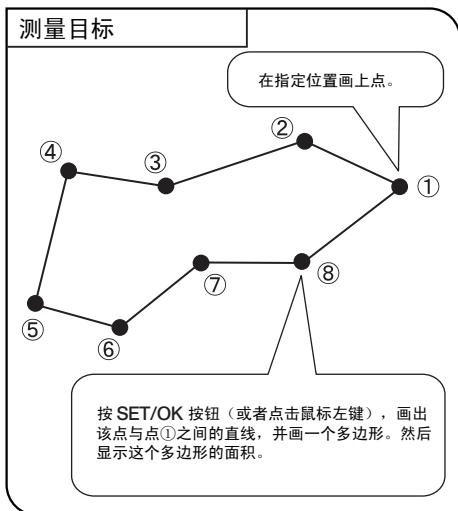 测量目标
在指定位置画上点。
②
④
③
①
⑦
⑧
⑤
⑥
按 SET/OK 按钮（或者点击鼠标左键），画出
该点与点①之间的直线，并画一个多边形。然后
显示这个多边形的面积。